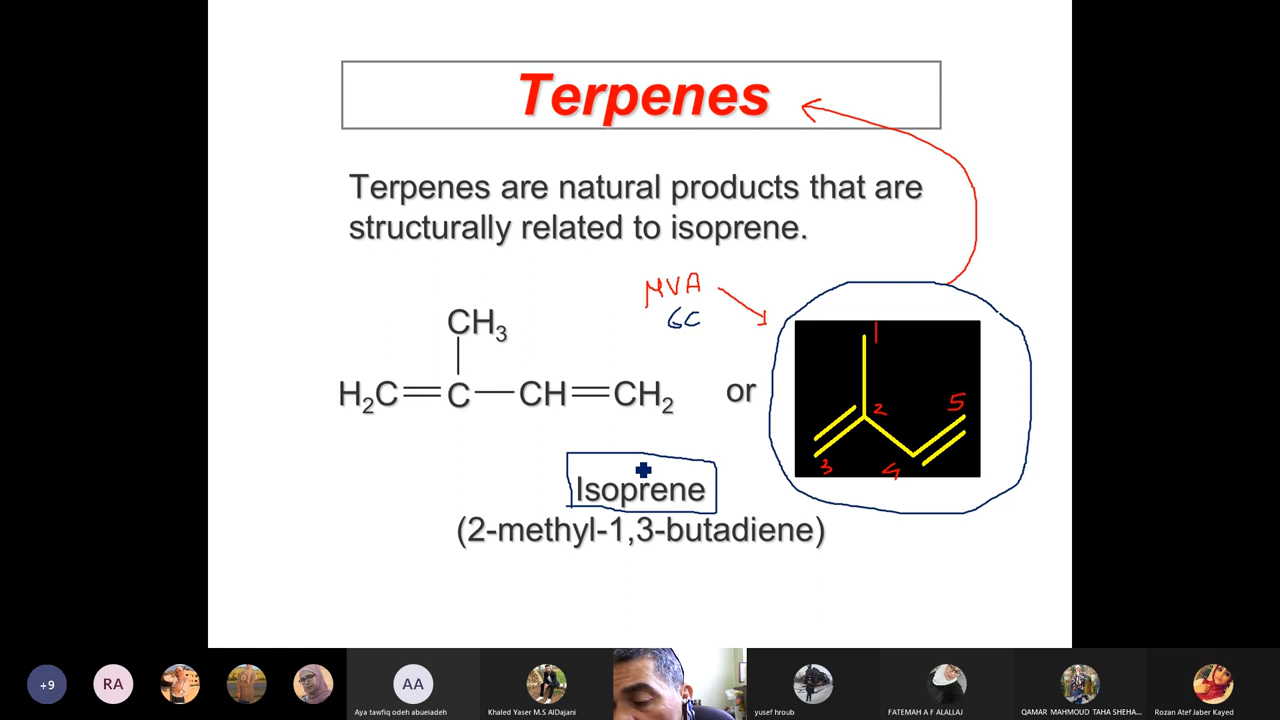 Terpenes
Terpenes are natural products that are
structurally related to isoprene.
MVA
6C
CH3
H2C=C—CH=CH2 or
1
2
5
3
4
Isoprene
(2-methyl-1,3-butadiene)
+9
RA
AA
Aya tawfiq odeh abueiadeh
Khaled Yaser M.S AlDajani
yusef hroub
FATEMAH A F ALALLAJ
QAMAR MAHMOUD TAHA SHEHA...
Rozan Atef Jaber Kayed